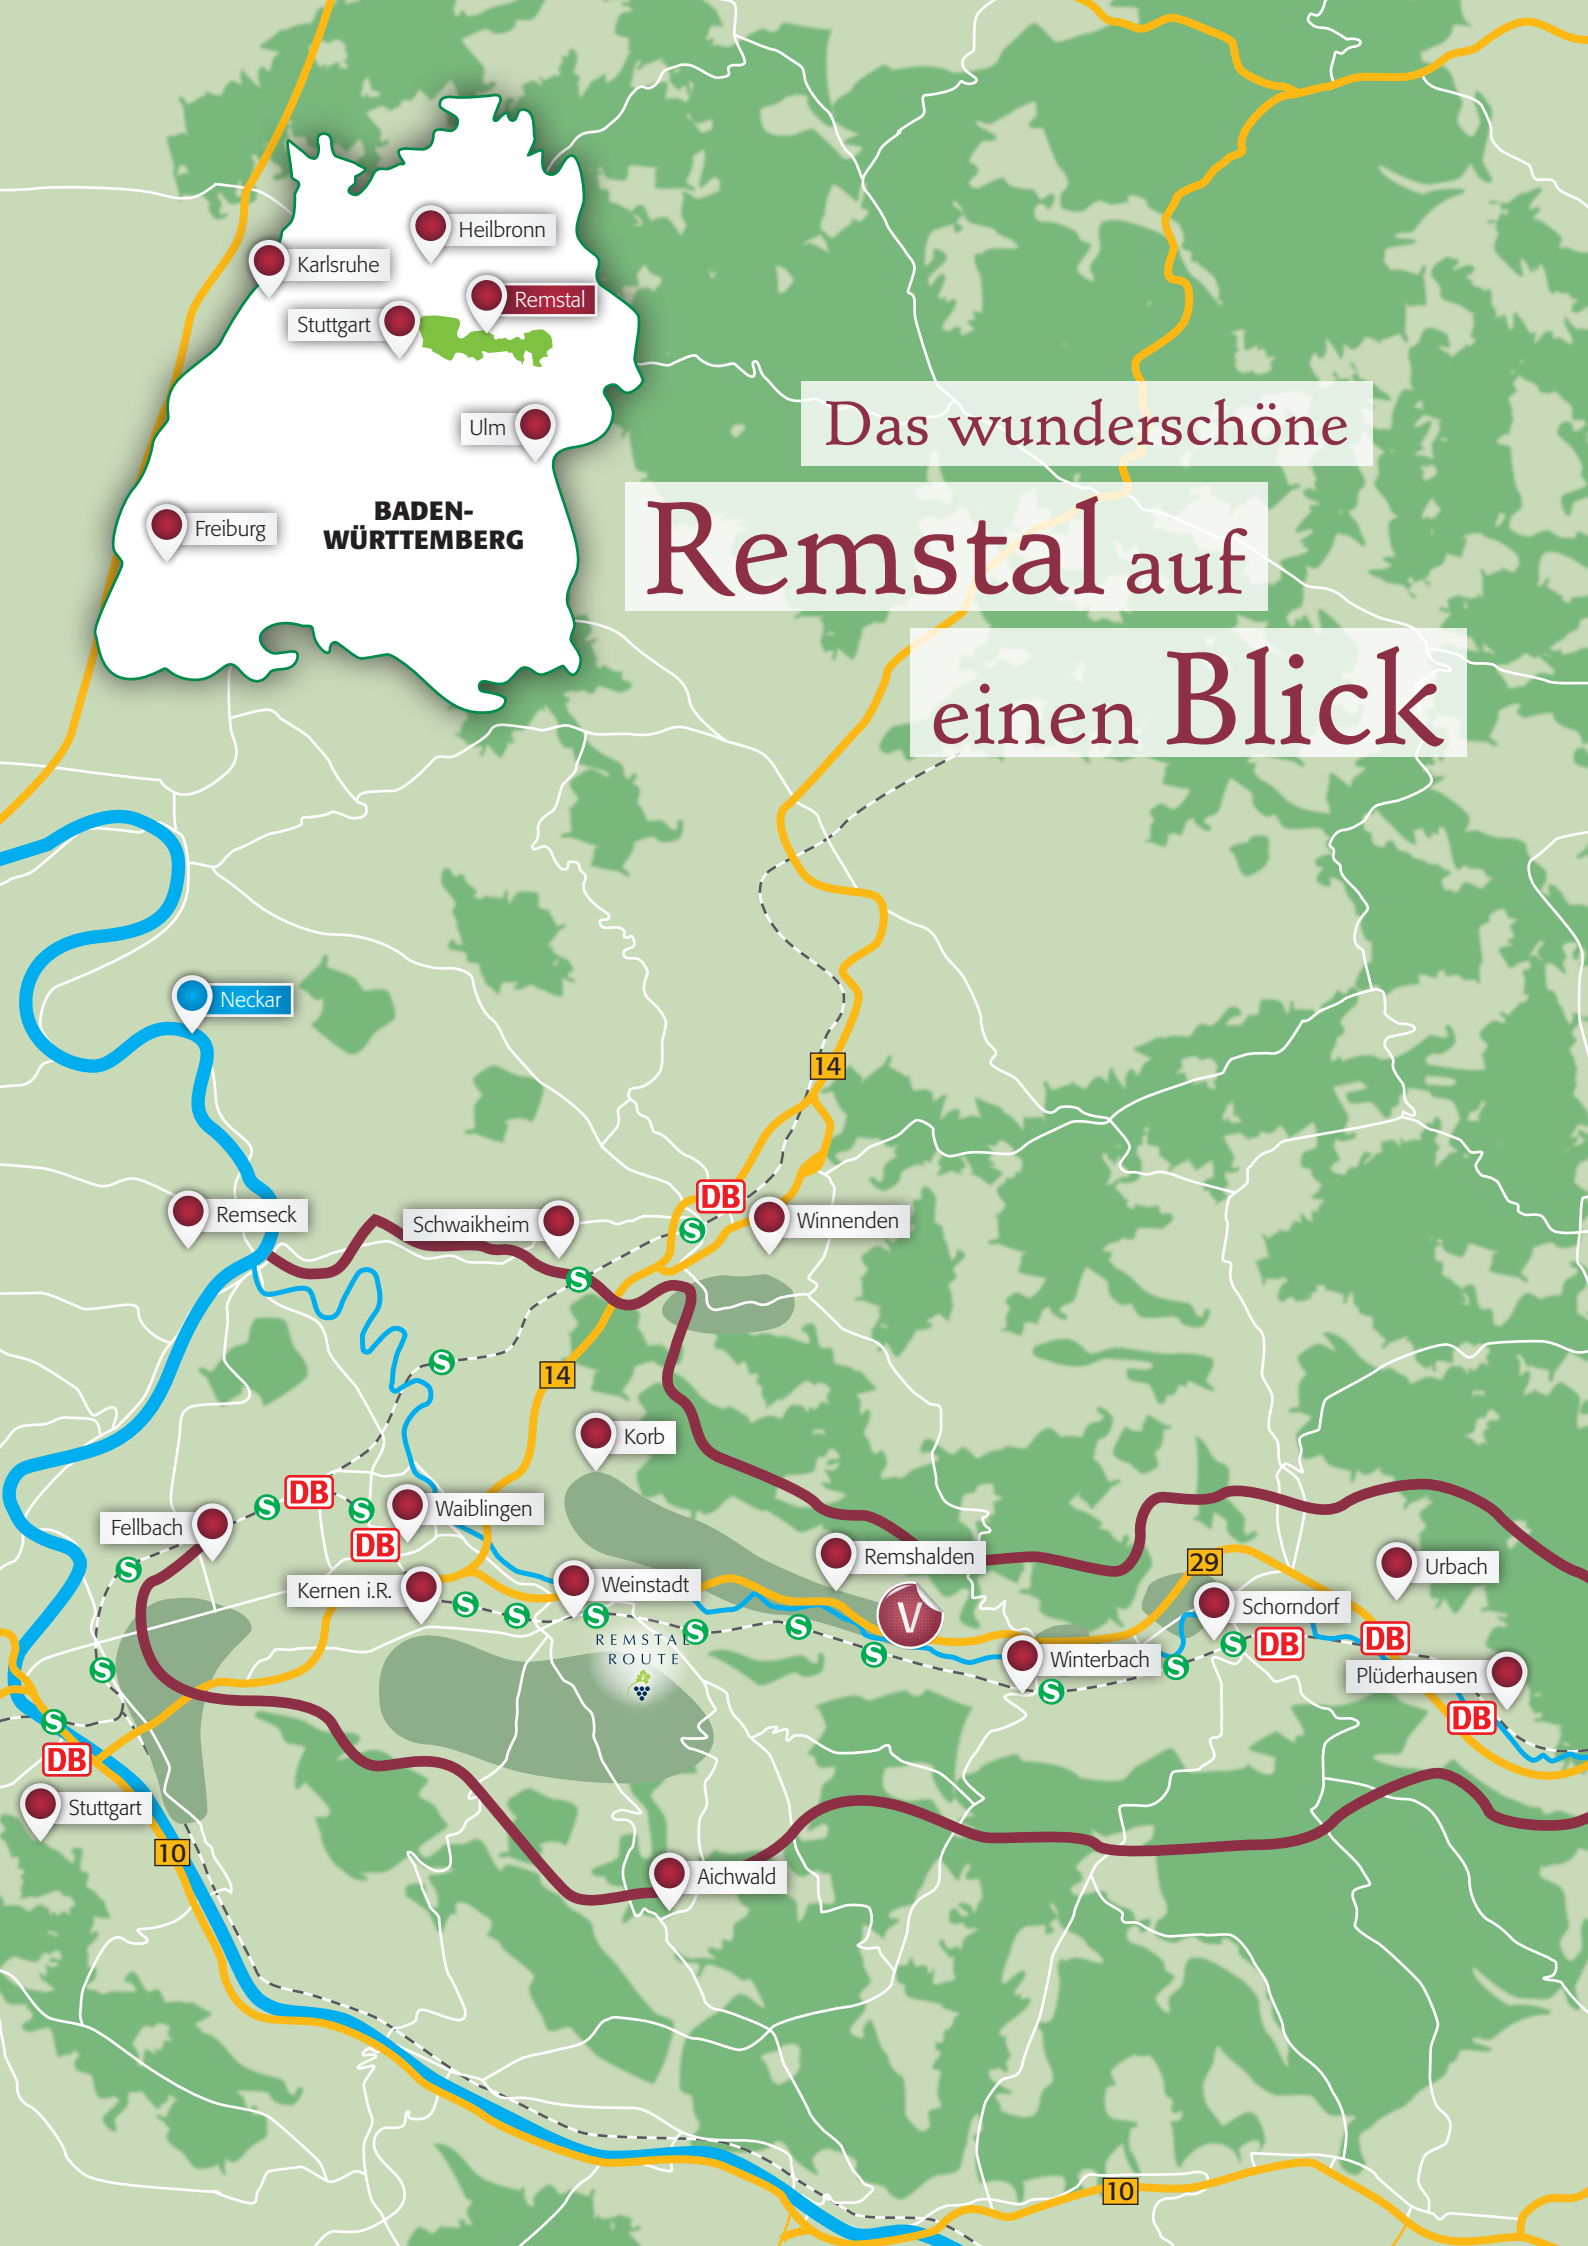 Heilbronn
Karlsruhe
Remstal
Stuttgart
Ulm
Freiburg
BADEN-
WÜRTTEMBERG
Das wunderschöne
Remstal auf
einen Blick
Neckar
14
DB
Remseck
Schwaikheim
S
Winnenden
S
S
14
Korb
DB
S
S
Waiblingen
Fellbach
DB
Remshalden
29
Urbach
S
Kernen i.R.
Weinstadt
S
S
S
S
S
V
Schorndorf
REMSTAL
ROUTE
S
DB
DB
S
Winterbach
S
S
S
Plüderhausen
S
DB
DB
Stuttgart
10
Aichwald
10